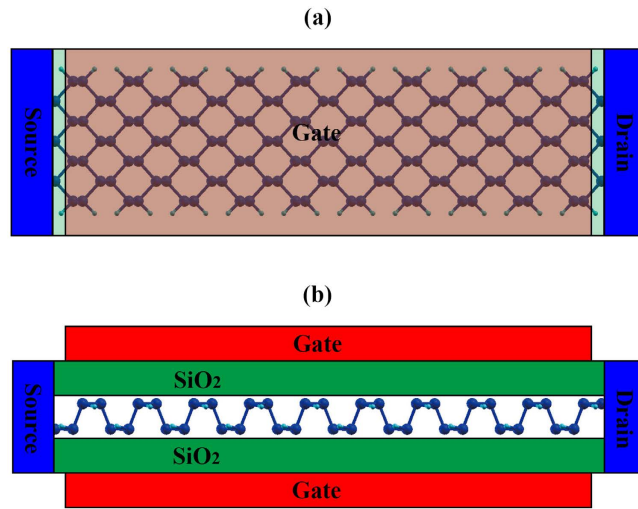 (a)
Source
Gate
Drain
(b)
Gate
Source
SiO₂
Drain
SiO₂
Gate